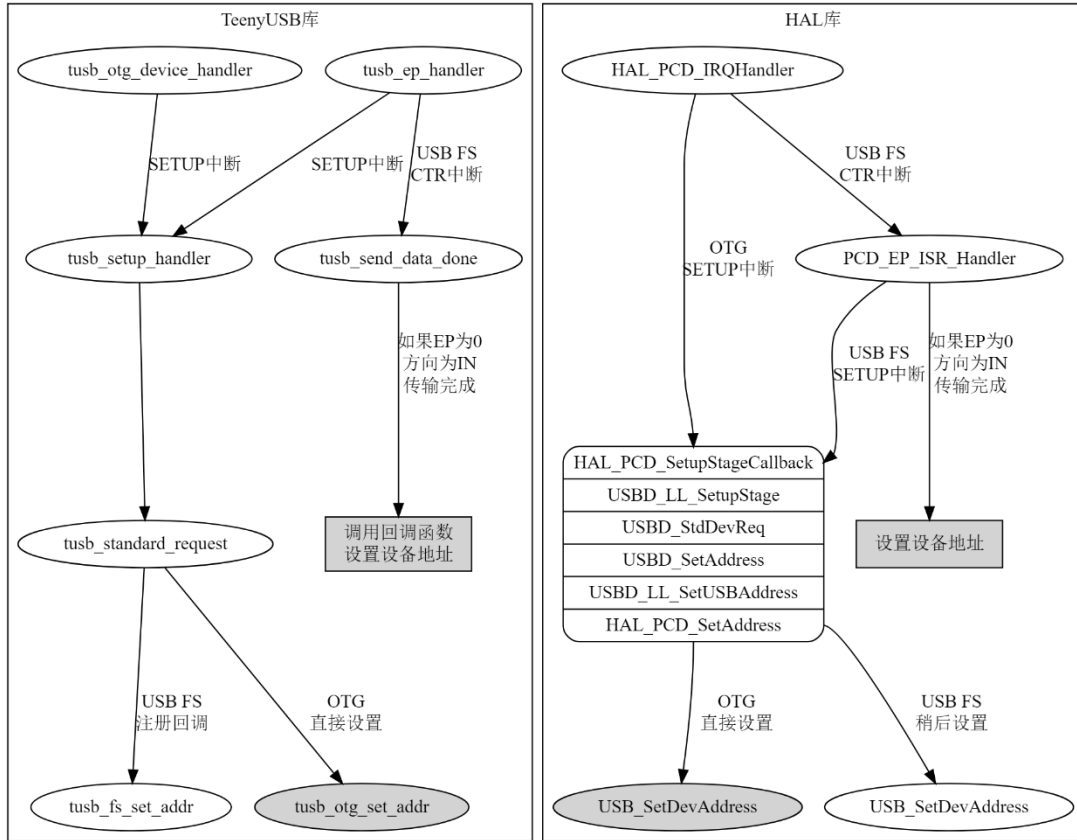 TeenyUSB库
tusb_otg_device_handler
tusb_ep_handler
SETUP中断
SETUP中断
USB FS
CTR中断
tusb_setup_handler
tusb_send_data_done
如果EP为0
方向为IN
传输完成
tusb_standard_request
调用回调函数
设置设备地址
USB FS
注册回调
OTG
直接设置
tusb_fs_set_addr
tusb_otg_set_addr
HAL库
HAL_PCD_IRQHandler
USB FS
CTR中断
OTG
SETUP中断
PCD_EP_ISR_Handler
USB FS
SETUP中断
如果EP为0
方向为IN
传输完成
HAL_PCD_SetupStageCallback
USBD_LL_SetupStage
USBD_StdDevReq
USBD_SetAddress
USBD_LL_SetUSBAddress
HAL_PCD_SetAddress
设置设备地址
OTG
直接设置
USB FS
稍后设置
USB_SetDevAddress
USB_SetDevAddress